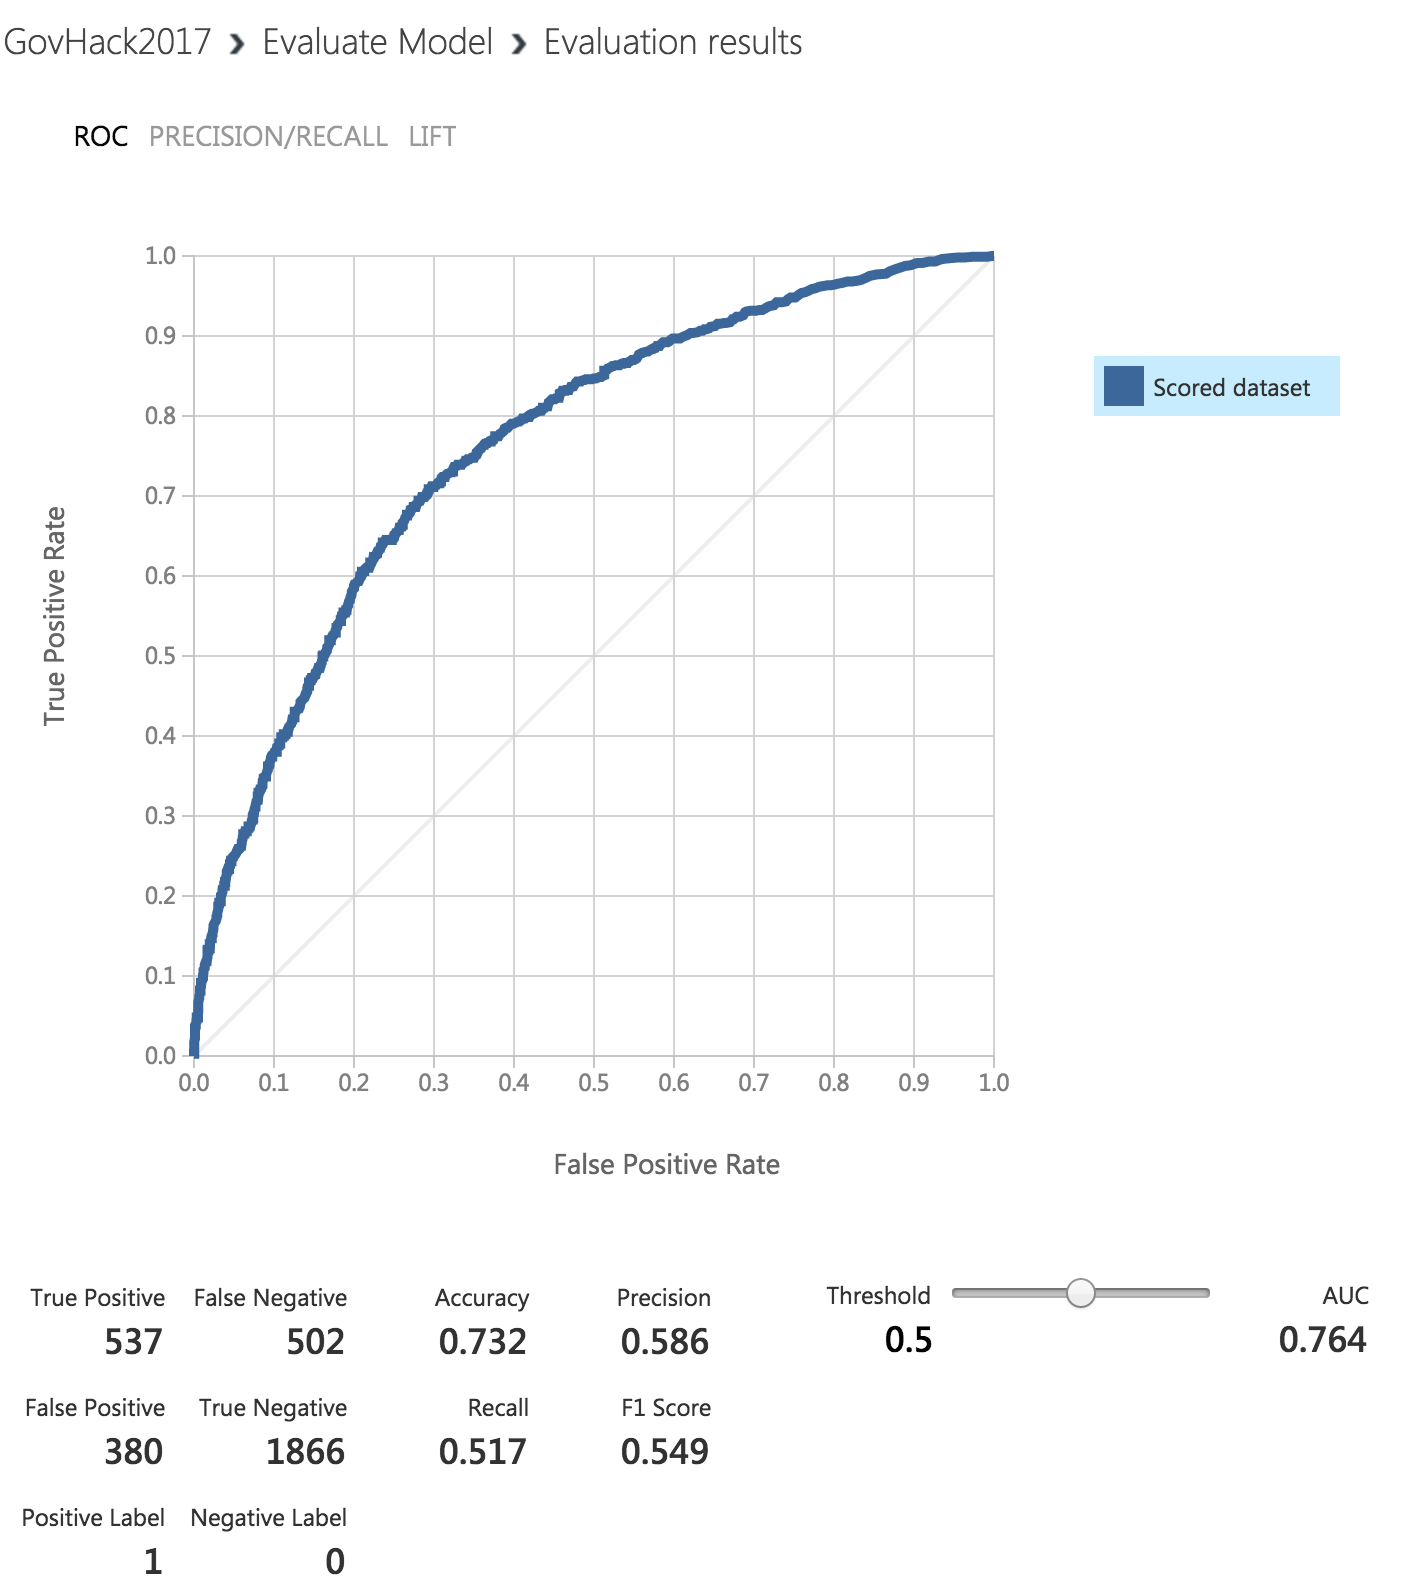 GovHack2017 › Evaluate Model › Evaluation results
ROC PRECISION/RECALL LIFT
1.0
0.9
Scored dataset
0.8
0.7
True Positive Rate
0.6
0.5
0.4
0.3
0.2
0.1
0.0
0.0 0.1 0.2 0.3 0.4 0.5 0.6 0.7 0.8 0.9 1.0
False Positive Rate
True Positive False Negative Accuracy Precision Threshold AUC
537 502 0.732 0.586 0.5 0.764
False Positive True Negative Recall F1 Score
380 1866 0.517 0.549
Positive Label Negative Label
1 0